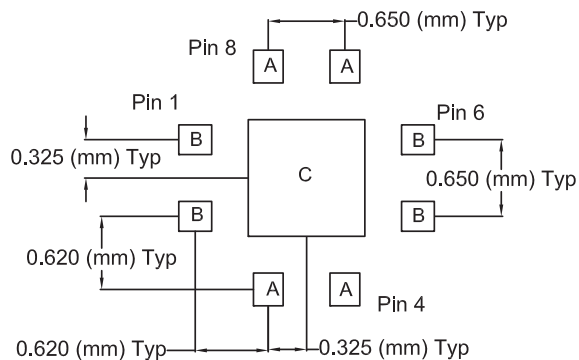 0.650 (mm) Typ
Pin 8
A
A
Pin 1
Pin 6
B
B
0.325 (mm) Typ
C
0.650 (mm) Typ
B
B
0.620 (mm) Typ
A
A
Pin 4
0.620 (mm) Typ
0.325 (mm) Typ